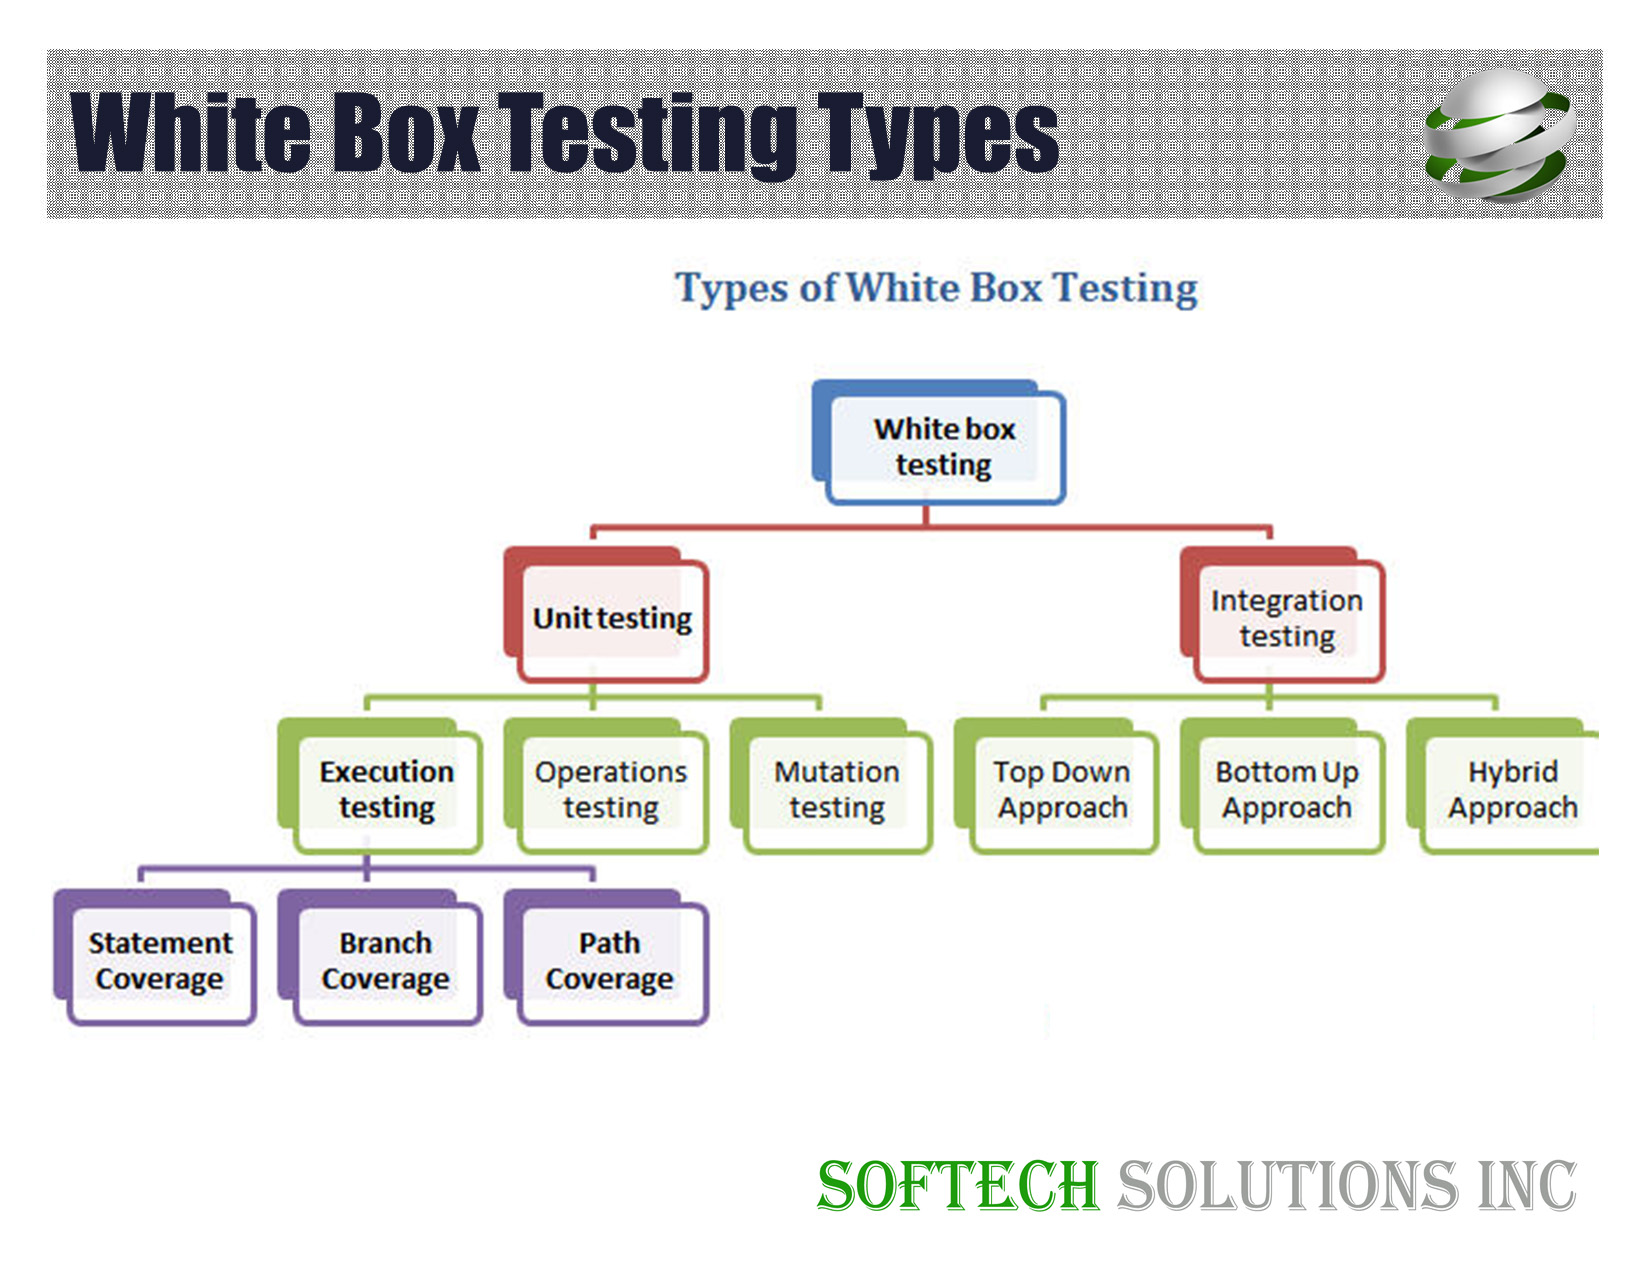 White Box Testing Types
Types of White Box Testing
White box
testing
Unit testing
Integration
testing
Execution
testing
Operations
testing
Mutation
testing
Top Down
Approach
Bottom Up
Approach
Hybrid
Approach
Statement
Coverage
Branch
Coverage
Path
Coverage
SOFTECH SOLUTIONS INC